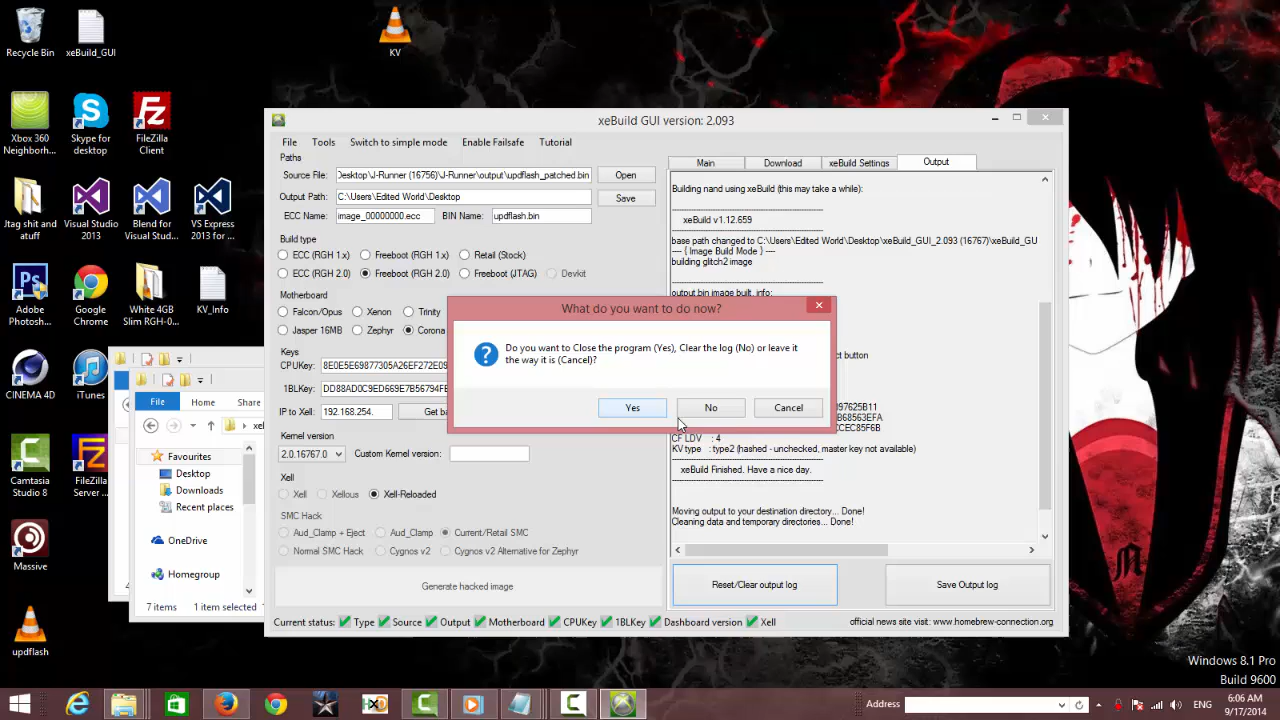 Recycle Bin
xeBuild_GUI
KV
Xbox 360
Neighborh...
Skype for
desktop
FileZilla
Client
Jtag shit and
stuff
Visual Studio
2013
Blend for
Visual Stud...
VS Express
2013 for ...
Adobe
Photosh...
Google
Chrome
White 4GB
Slim RGH-0...
KV_Info
CINEMA 4D
iTunes
Camtasia
Studio 8
FileZilla
Server ...
Massive
updflash
File
Home
Share
Favourites
Desktop
Downloads
Recent places
OneDrive
Homegroup
7 items
1 item selected
xeBuild GUI version: 2.093
File
Tools
Switch to simple mode
Enable Failsafe
Tutorial
Paths
Source File:
Desktop\J-Runner (16756)\J-Runner\output\updflash_patched.bin
Open
Output Path:
C:\Users\Edited World\Desktop
Save
ECC Name:
image_00000000.ecc
BIN Name:
updflash.bin
Build type
ECC (RGH 1.x)
Freeboot (RGH 1.x)
Retail (Stock)
ECC (RGH 2.0)
Freeboot (RGH 2.0)
Freeboot (JTAG)
Devkit
Motherboard
Falcon/Opus
Xenon
Trinity
Jasper 16MB
Zephyr
Corona
Keys
CPUKey:
8E0E5E69877305A26EF272E09
1BLKey:
DD88AD0C9ED669E7B56794FB
IP to Xell:
192.168.254.
Get ba
Kernel version
2.0.16767.0
Custom Kernel version:
Xell
Xell
Xellous
Xell-Reloaded
SMC Hack
Aud_Clamp + Eject
Aud_Clamp
Current/Retail SMC
Normal SMC Hack
Cygnos v2
Cygnos v2 Alternative for Zephyr
Generate hacked image
Main
Download
xeBuild Settings
Output
Building nand using xeBuild (this may take a while):
xeBuild v1.12.659
base path changed to C:\Users\Edited World\Desktop\xeBuild_GUI_2.093 (16767)\xeBuild_GU
---- { Image Build Mode } ----
building glitch2 image
output bin image built, info:
ct button
97625B11
B68563EFA
CEC85F6B
CF LDV : 4
KV type : type2 (hashed - unchecked, master key not available)
xeBuild Finished. Have a nice day.
Moving output to your destination directory... Done!
Cleaning data and temporary directories... Done!
Reset/Clear output log
Save Output log
Current status:
Type
Source
Output
Motherboard
CPUKey
1BLKey
Dashboard version
Xell
official news site visit: www.homebrew-connection.org
What do you want to do now?
Do you want to Close the program (Yes), Clear the log (No) or leave it
the way it is (Cancel)?
Yes
No
Cancel
Windows 8.1 Pro
Build 9600
Address
ENG
6:06 AM
9/17/2014